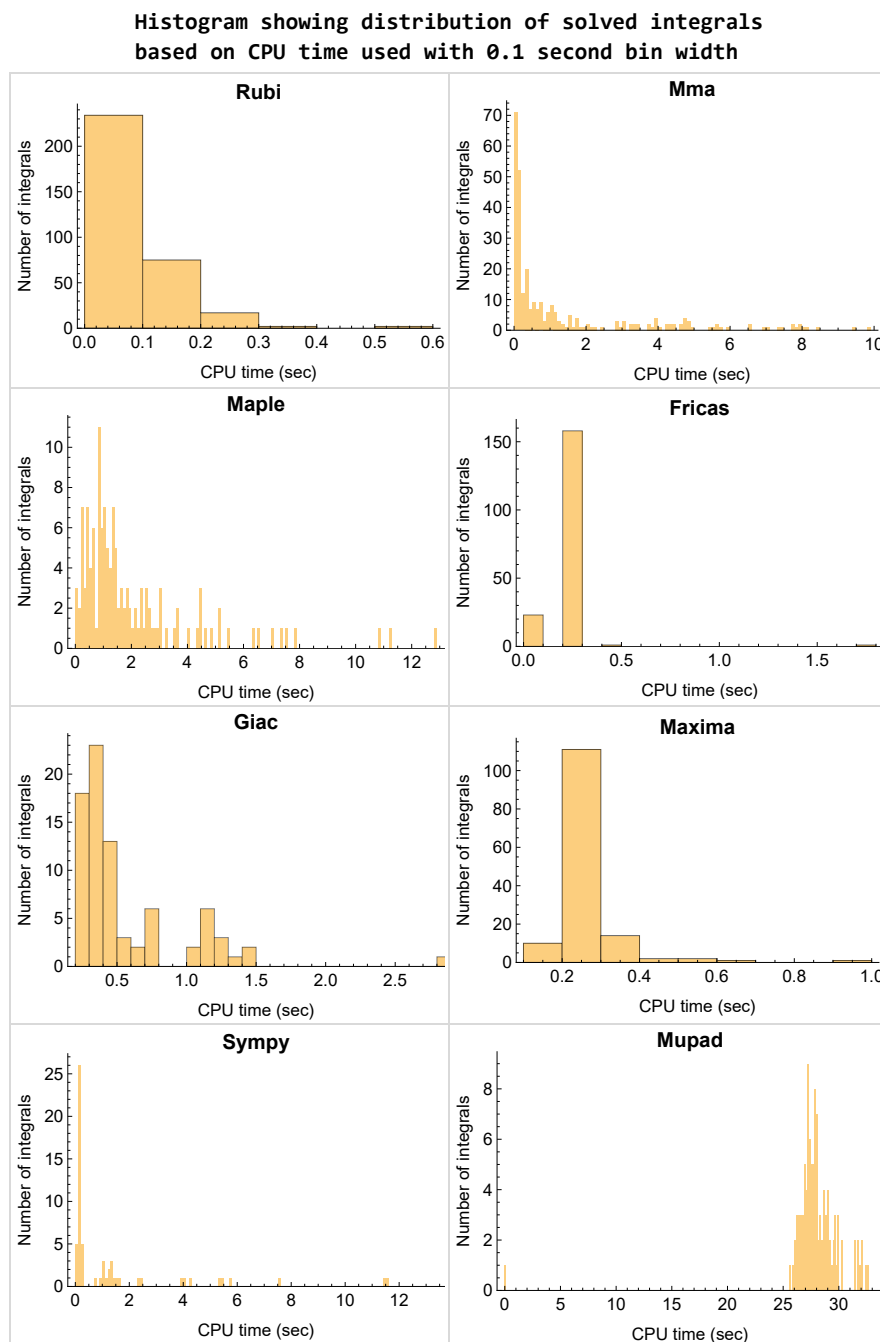 Histogram showing distribution of solved integrals
based on CPU time used with 0.1 second bin width
Rubi
Number of integrals
200
150
100
50
0
0.0 0.1 0.2 0.3 0.4 0.5 0.6
CPU time (sec)
Mma
Number of integrals
70
60
50
40
30
20
10
0
0 2 4 6 8 10
CPU time (sec)
Maple
Number of integrals
10
8
6
4
2
0
0 2 4 6 8 10 12
CPU time (sec)
Fricas
Number of integrals
150
100
50
0
0.0 0.5 1.0 1.5
CPU time (sec)
Giac
Number of integrals
20
15
10
5
0
0.5 1.0 1.5 2.0 2.5
CPU time (sec)
Maxima
Number of integrals
100
80
60
40
20
0
0.2 0.4 0.6 0.8 1.0
CPU time (sec)
Sympy
Number of integrals
25
20
15
10
5
0
0 2 4 6 8 10 12
CPU time (sec)
Mupad
Number of integrals
8
6
4
2
0
0 5 10 15 20 25 30
CPU time (sec)